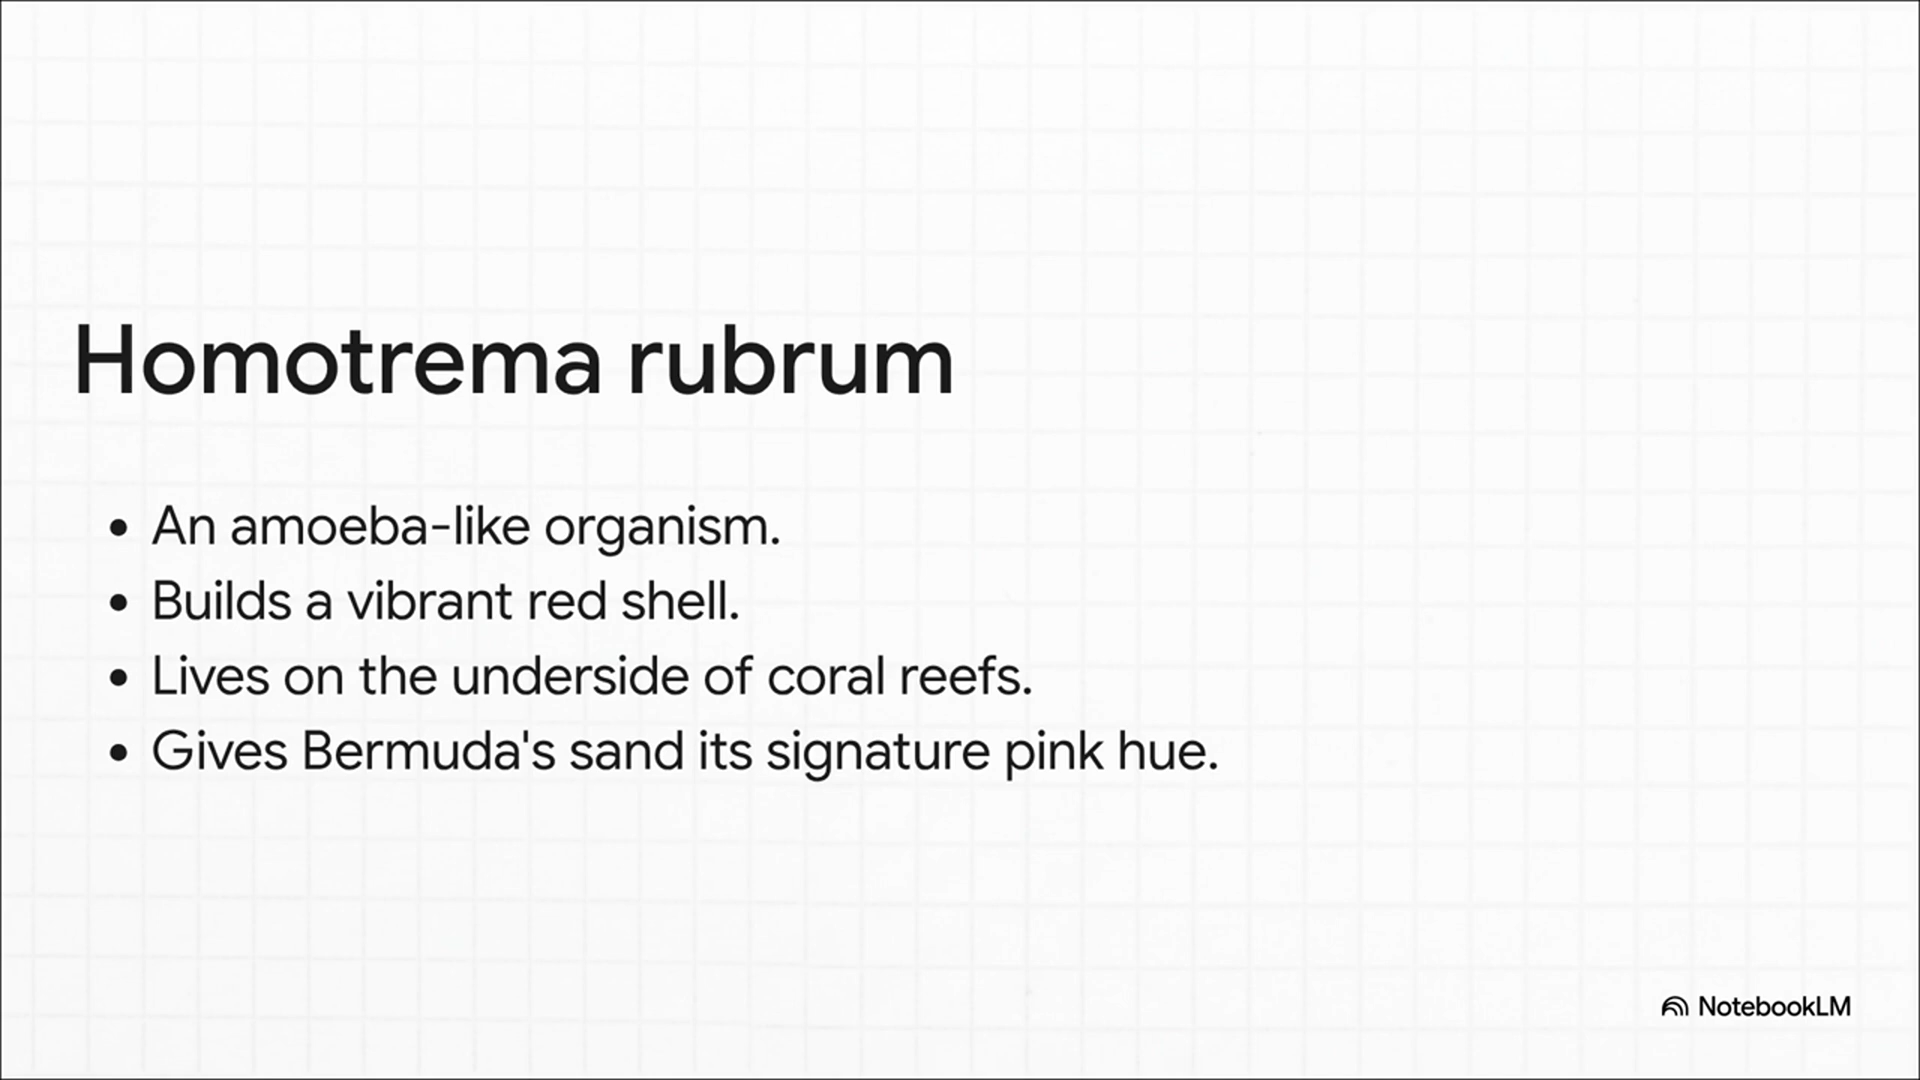 Homotrema rubrum
• An amoeba-like organism.
• Builds a vibrant red shell.
• Lives on the underside of coral reefs.
• Gives Bermuda's sand its signature pink hue.
NotebookLM